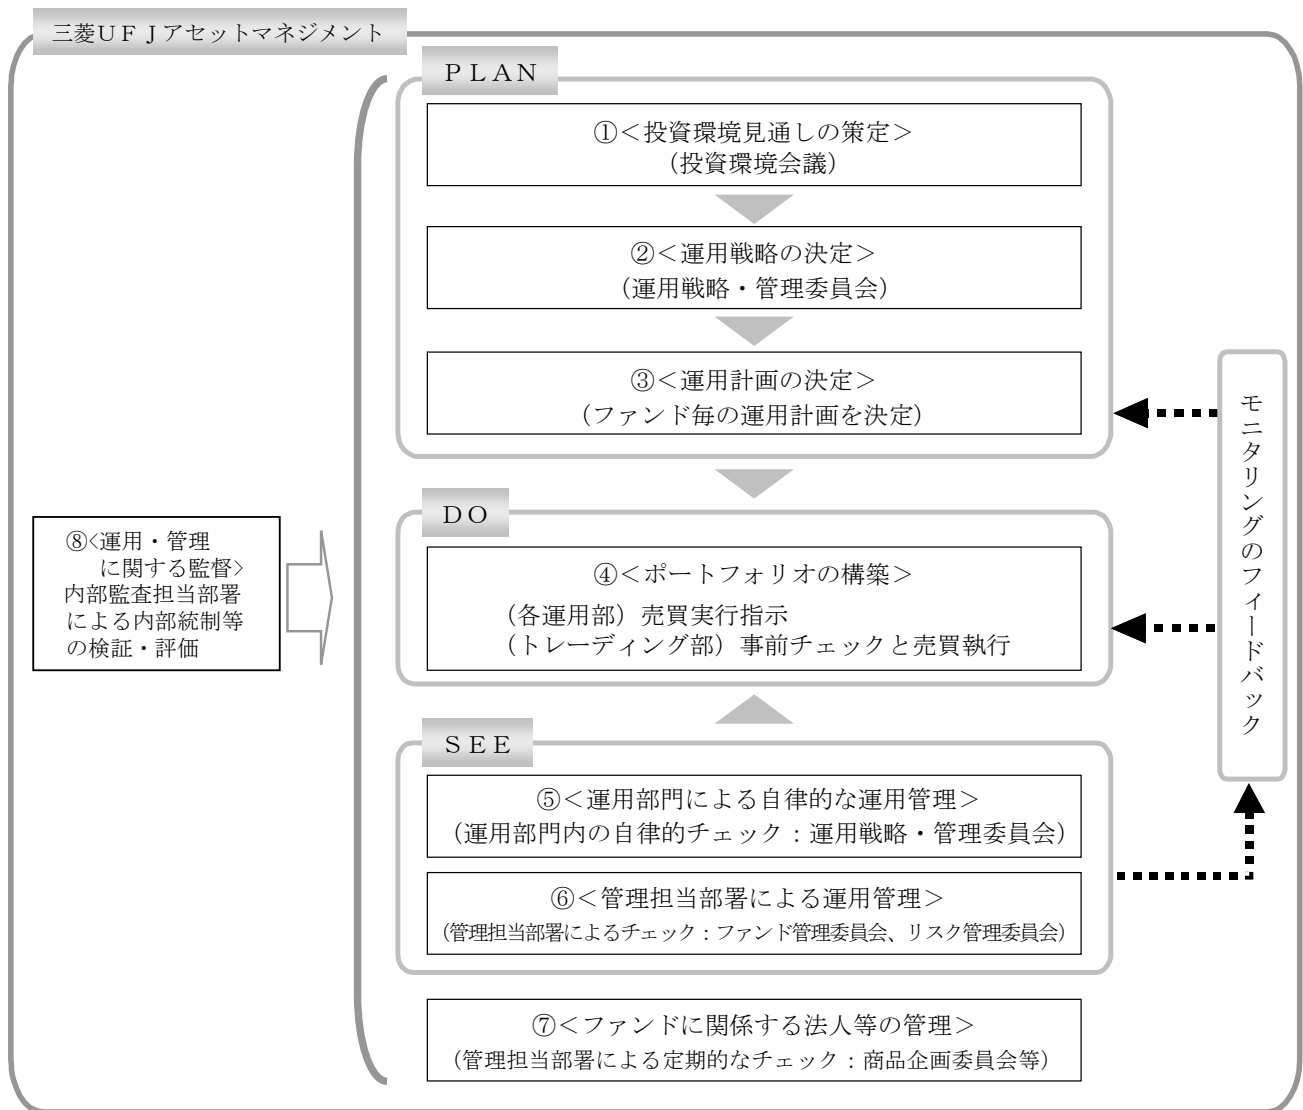 三菱ＵＦＪアセットマネジメント
ＰＬＡＮ
①＜投資環境見通しの策定＞
（投資環境会議）
②＜運用戦略の決定＞
（運用戦略・管理委員会）
③＜運用計画の決定＞
（ファンド毎の運用計画を決定）
ＤＯ
④＜ポートフォリオの構築＞
（各運用部）売買実行指示
（トレーディング部）事前チェックと売買執行
ＳＥＥ
⑤＜運用部門による自律的な運用管理＞
（運用部門内の自律的チェック：運用戦略・管理委員会）
⑥＜管理担当部署による運用管理＞
（管理担当部署によるチェック：ファンド管理委員会、リスク管理委員会）
⑦＜ファンドに関係する法人等の管理＞
（管理担当部署による定期的なチェック：商品企画委員会等）
⑧<運用・管理
に関する監督>
内部監査担当部署
による内部統制等
の検証・評価
モニタリングのフィードバック